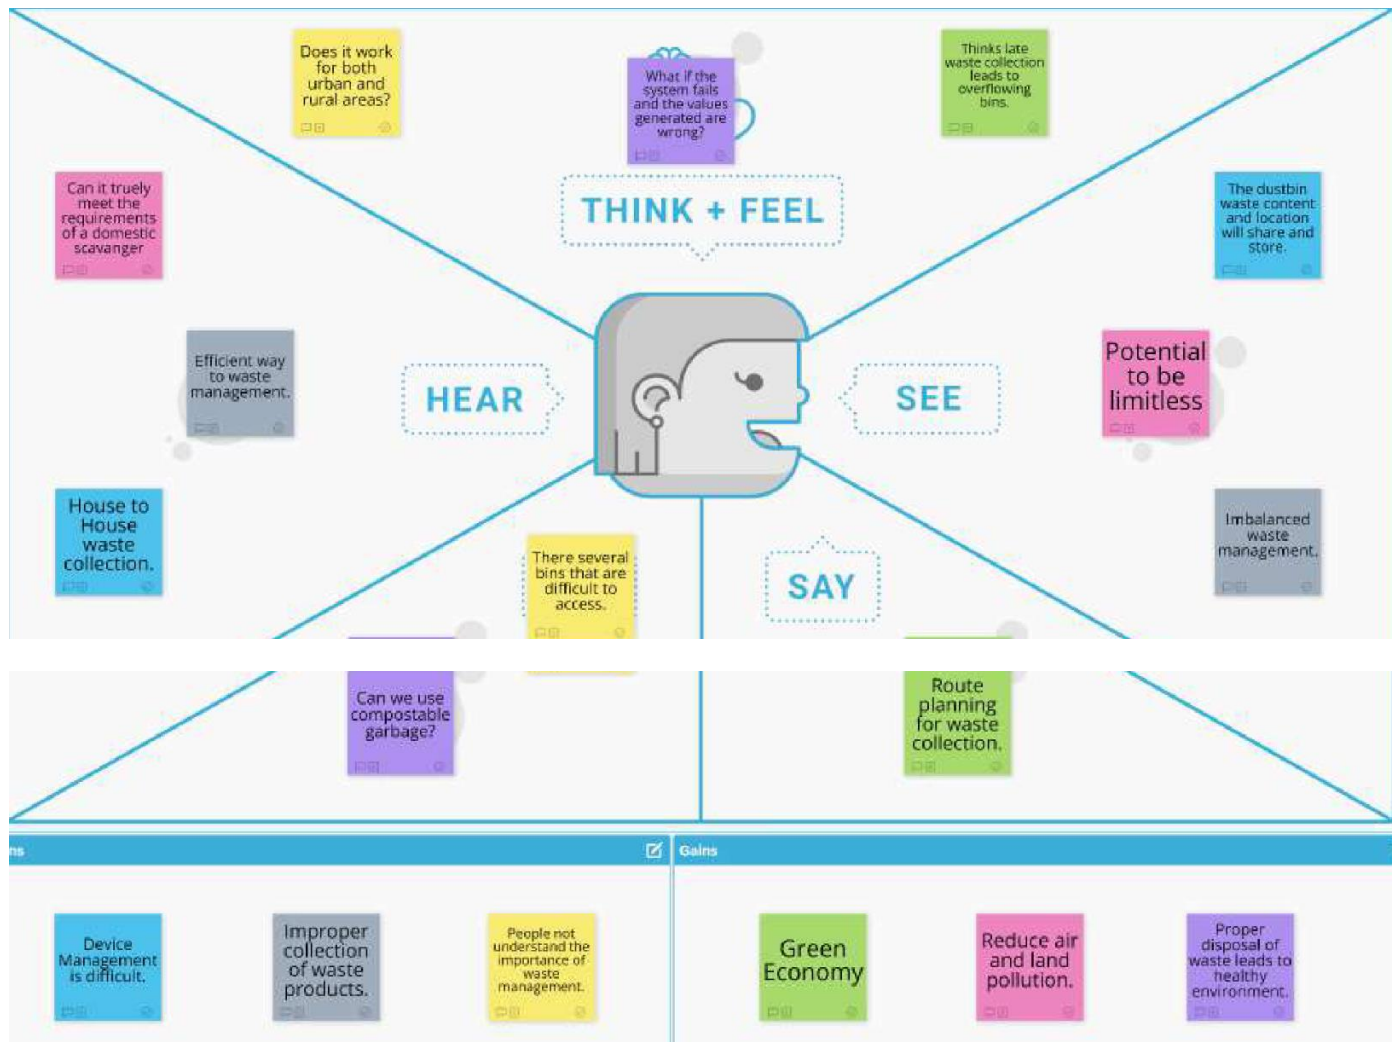 Does it work
for both
urban and
rural areas?
What if the
system fails
and the values
generated are
wrong?
Thinks late
waste collection
leads to
overflowing
bins.
Can it truely
meet the
requirements
of a domestic
scavanger
THINK + FEEL
The dustbin
waste content
and location
will share and
store.
Efficient way
to waste
management.
HEAR
SEE
Potential
to be
limitless
House to
House
waste
collection.
There several
bins that are
difficult to
access.
SAY
Imbalanced
waste
management.
Can we use
compostable
garbage?
Route
planning
for waste
collection.
ns
Gains
Device
Management
is difficult.
Improper
collection
of waste
products.
People not
understand the
importance of
waste
management.
Green
Economy
Reduce air
and land
pollution.
Proper
disposal of
waste leads to
healthy
environment.